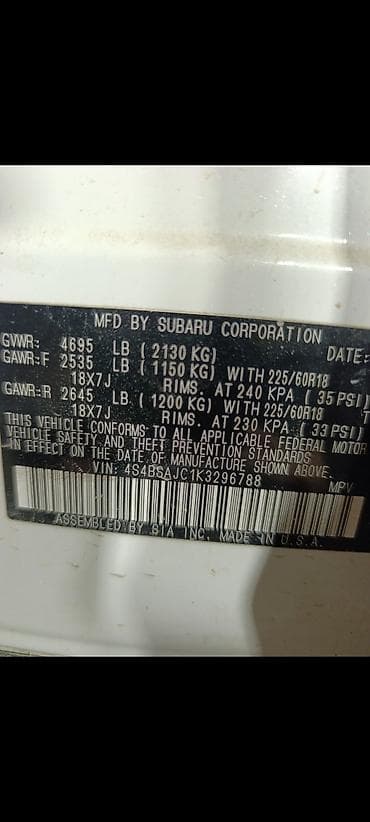 MFD BY SUBARU CORPORATION
GVWR: 4695 LB ( 2130 KG) DATE:
GAWR:F 2535 LB ( 1150 KG) WITH 225/60R18
18X7J RIMS. AT 240 KPA ( 35 PSI)
GAWR:R 2645 LB ( 1200 KG) WITH 225/60R18 T
18X7J RIMS. AT 230 KPA ( 33 PSI)
THIS VEHICLE CONFORMS TO ALL APPLICABLE FEDERAL MOTOR
VEHICLE SAFETY AND THEFT PREVENTION STANDARDS
IN EFFECT ON THE DATE OF MANUFACTURE SHOWN ABOVE.
VIN: 4S4BSAJC1K3296788 MPV
ASSEMBLED BY SIA INC. MADE IN U.S.A.